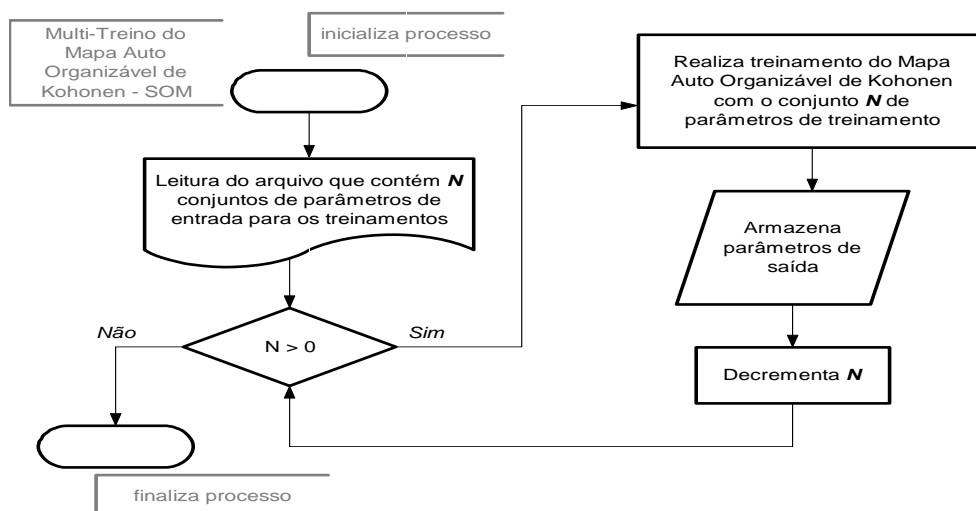 Multi-Treino do
Mapa Auto
Organizável de
Kohonen - SOM
inicializa processo
Leitura do arquivo que contém N
conjuntos de parâmetros de
entrada para os treinamentos
N > 0
Não
Sim
finaliza processo
Realiza treinamento do Mapa
Auto Organizável de Kohonen
com o conjunto N de
parâmetros de treinamento
Armazena
parâmetros de
saída
Decrementa N